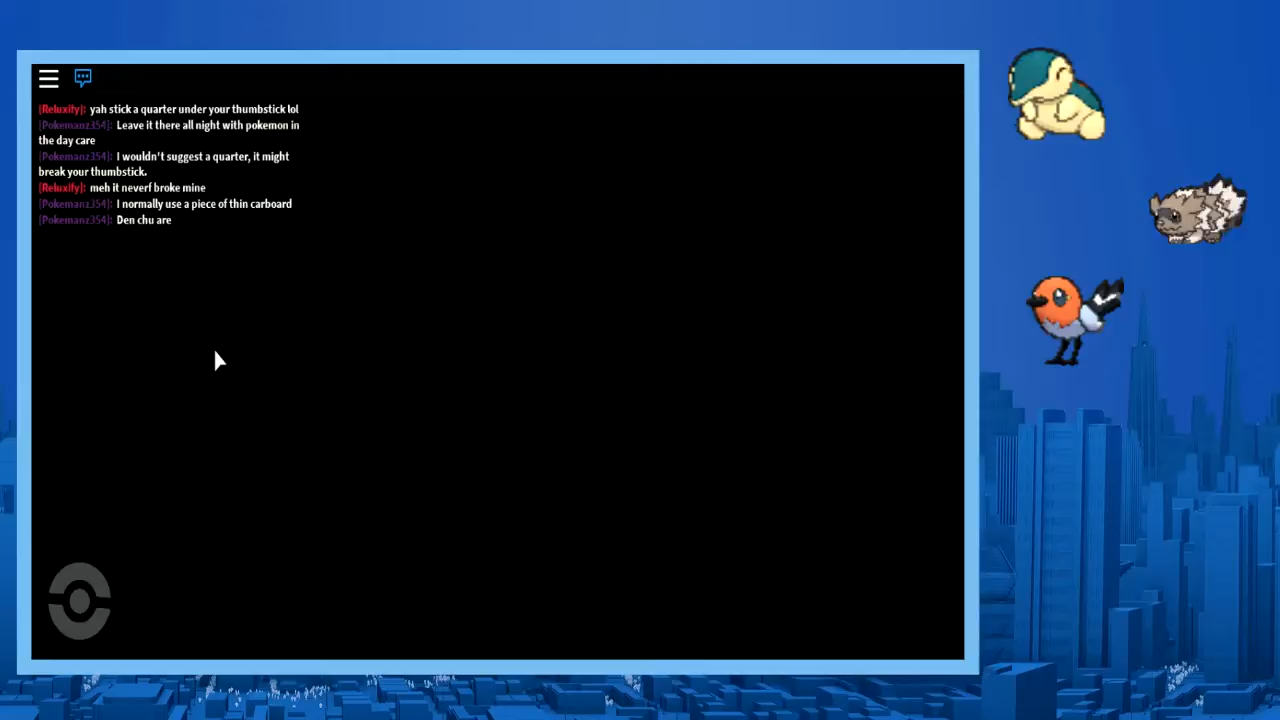 [Reluxify]: yah stick a quarter under your thumbstick lol
[Pokemanz354]: Leave it there all night with pokemon in
the day care
[Pokemanz354]: I wouldn't suggest a quarter, it might
break your thumbstick.
[Reluxify]: meh it neverf broke mine
[Pokemanz354]: I normally use a piece of thin carboard
[Pokemanz354]: Den chu are